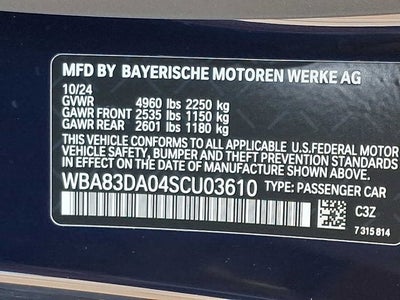 MFD BY BAYERISCHE MOTOREN WERKE AG
10/24
GVWR 4960 lbs 2250 kg
GAWR FRONT 2535 lbs 1150 kg
GAWR REAR 2601 lbs 1180 kg
THIS VEHICLE CONFORMS TO ALL APPLICABLE U.S.FEDERAL MOTOR
VEHICLE SAFETY, BUMPER AND THEFT PREVENTION STANDARDS
IN EFFECT ON THE DATE OF MANUFACTURE SHOWN ABOVE.
WBA83DA04SCU03610 TYPE: PASSENGER CAR
C3Z
7 315 814